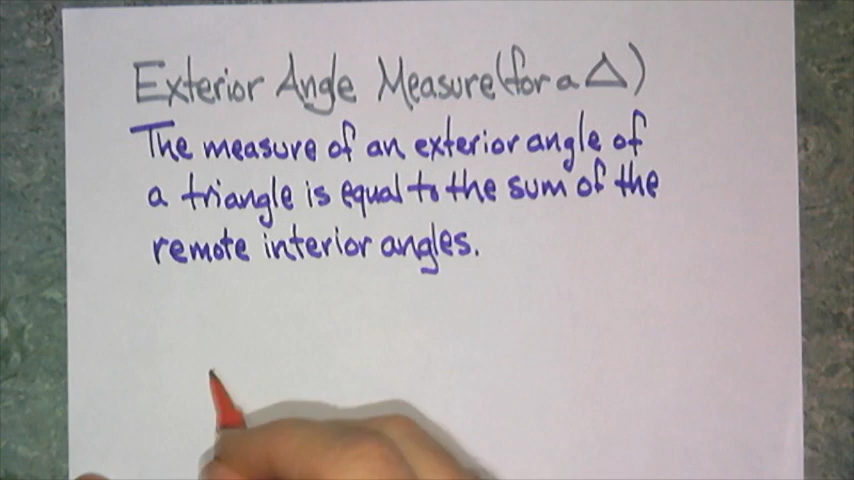 Exterior Angle Measure (for a △)
The measure of an exterior angle of
a triangle is equal to the sum of the
remote interior angles.